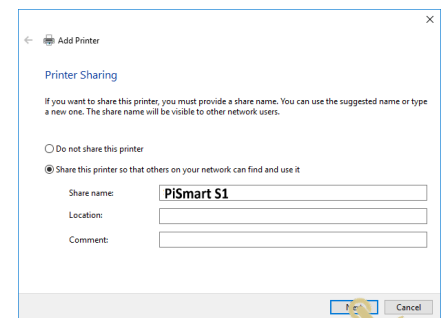 Add Printer
Printer Sharing
If you want to share this printer, you must provide a share name. You can use the suggested name or type
a new one. The share name will be visible to other network users.
Do not share this printer
Share this printer so that others on your network can find and use it
Share name: PiSmart S1
Location:
Comment:
Next Cancel